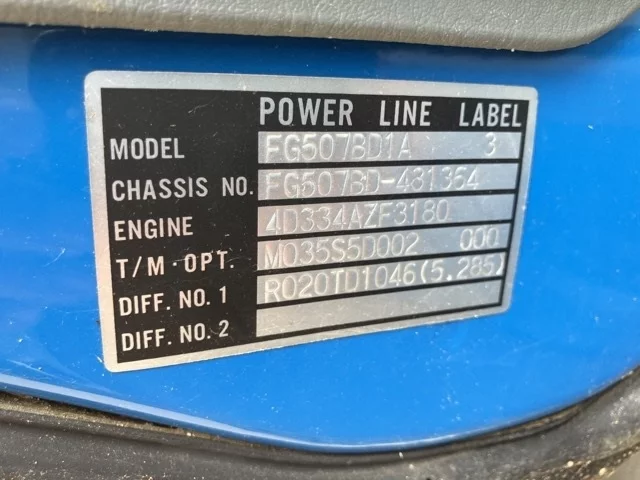 POWER LINE LABEL
MODEL FG507BD1A 3
CHASSIS NO. FG507BD-481364
ENGINE 4D334AZF3180
T/M·OPT. M035S5D002 000
DIFF. NO. 1 R020TD1046(5.285)
DIFF. NO. 2